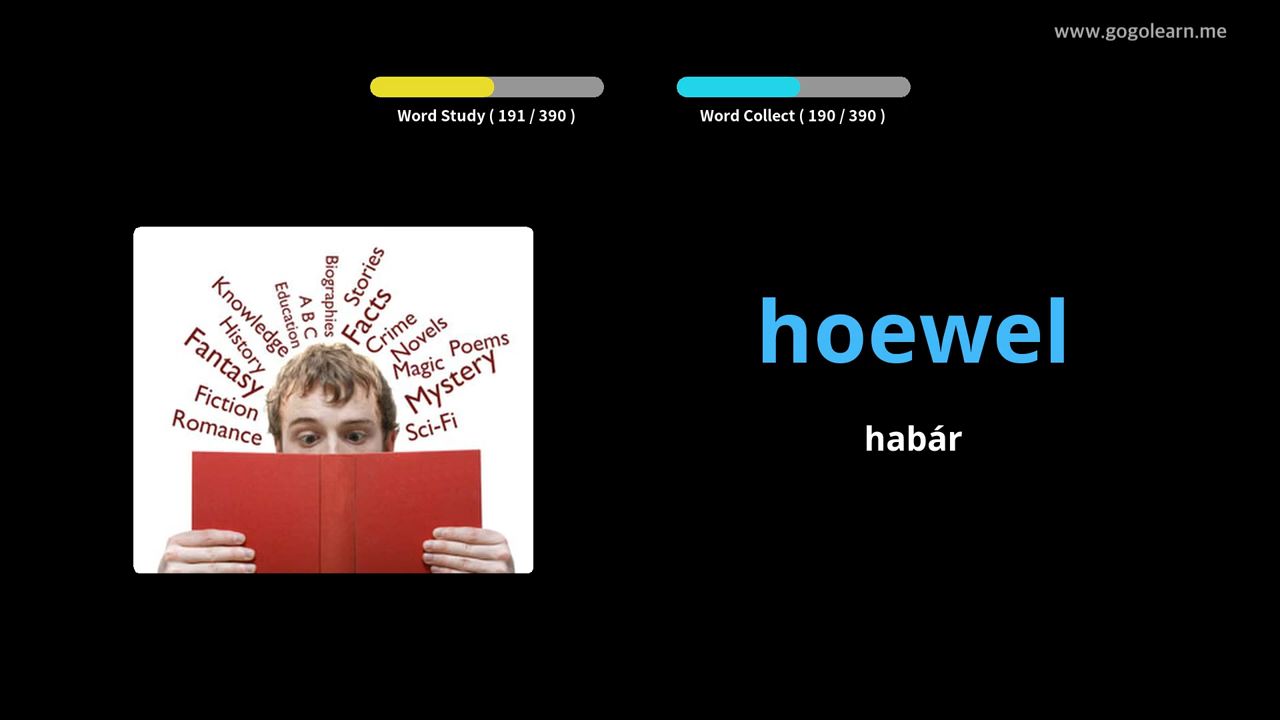 www.gogolearn.me
Word Study ( 191 / 390 )
Word Collect ( 190 / 390 )
Biographies
Stories
Education
A B C
Facts
Knowledge
Crime
History
Novels
Fantasy
Magic
Poems
Mystery
Fiction
Romance
Sci-Fi
hoewel
habár